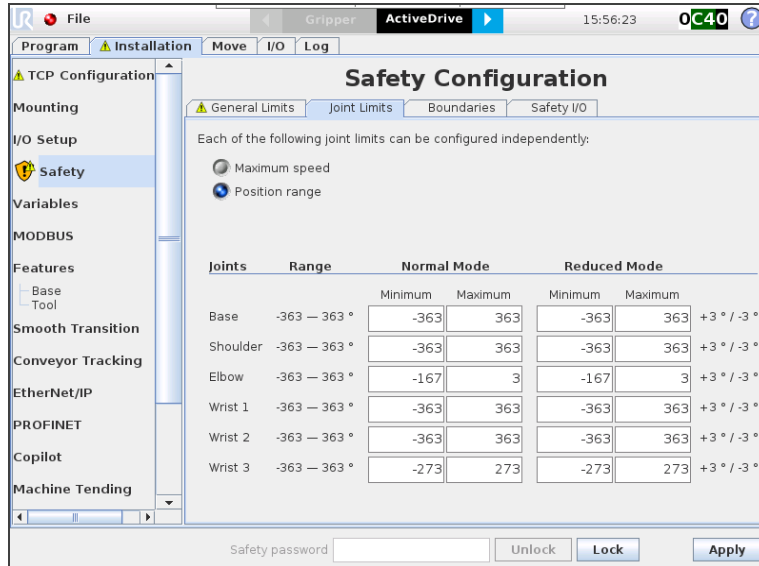 File Gripper ActiveDrive 15:56:23 0C40 ?
Program Installation Move I/O Log
TCP Configuration
Mounting
I/O Setup
Safety
Variables
MODBUS
Features
Base
Tool
Smooth Transition
Conveyor Tracking
EtherNet/IP
PROFINET
Copilot
Machine Tending
Safety Configuration
General Limits Joint Limits Boundaries Safety I/O
Each of the following joint limits can be configured independently:
Maximum speed
Position range
Joints Range Normal Mode Reduced Mode
Minimum Maximum Minimum Maximum
Base -363 — 363 ° -363 363 -363 363 +3 ° / -3 °
Shoulder -363 — 363 ° -363 363 -363 363 +3 ° / -3 °
Elbow -363 — 363 ° -167 3 -167 3 +3 ° / -3 °
Wrist 1 -363 — 363 ° -363 363 -363 363 +3 ° / -3 °
Wrist 2 -363 — 363 ° -363 363 -363 363 +3 ° / -3 °
Wrist 3 -363 — 363 ° -273 273 -273 273 +3 ° / -3 °
Safety password Unlock Lock Apply